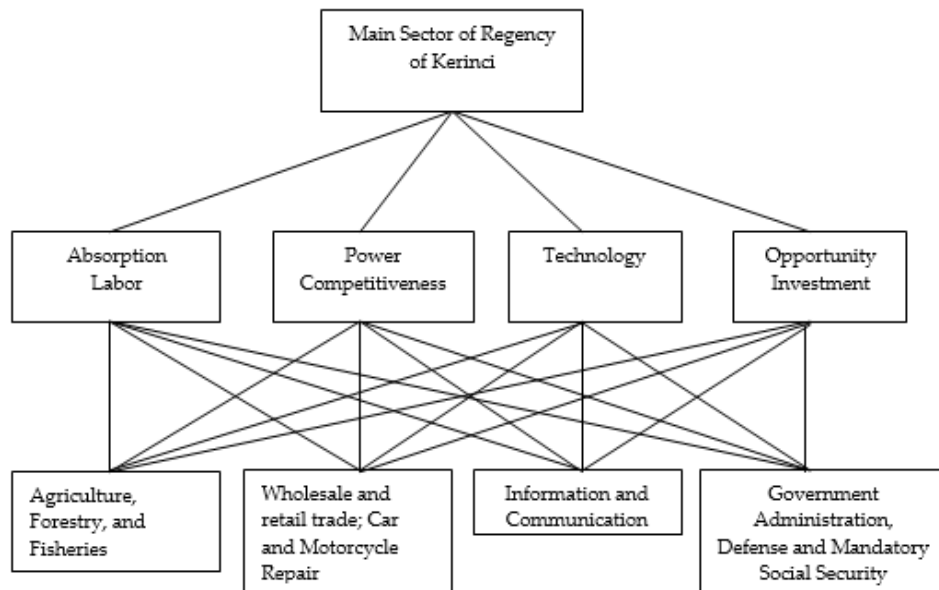 Main Sector of Regency
of Kerinci
Absorption
Labor
Power
Competitiveness
Technology
Opportunity
Investment
Agriculture,
Forestry, and
Fisheries
Wholesale and
retail trade; Car
and Motorcycle
Repair
Information and
Communication
Government
Administration,
Defense and Mandatory
Social Security